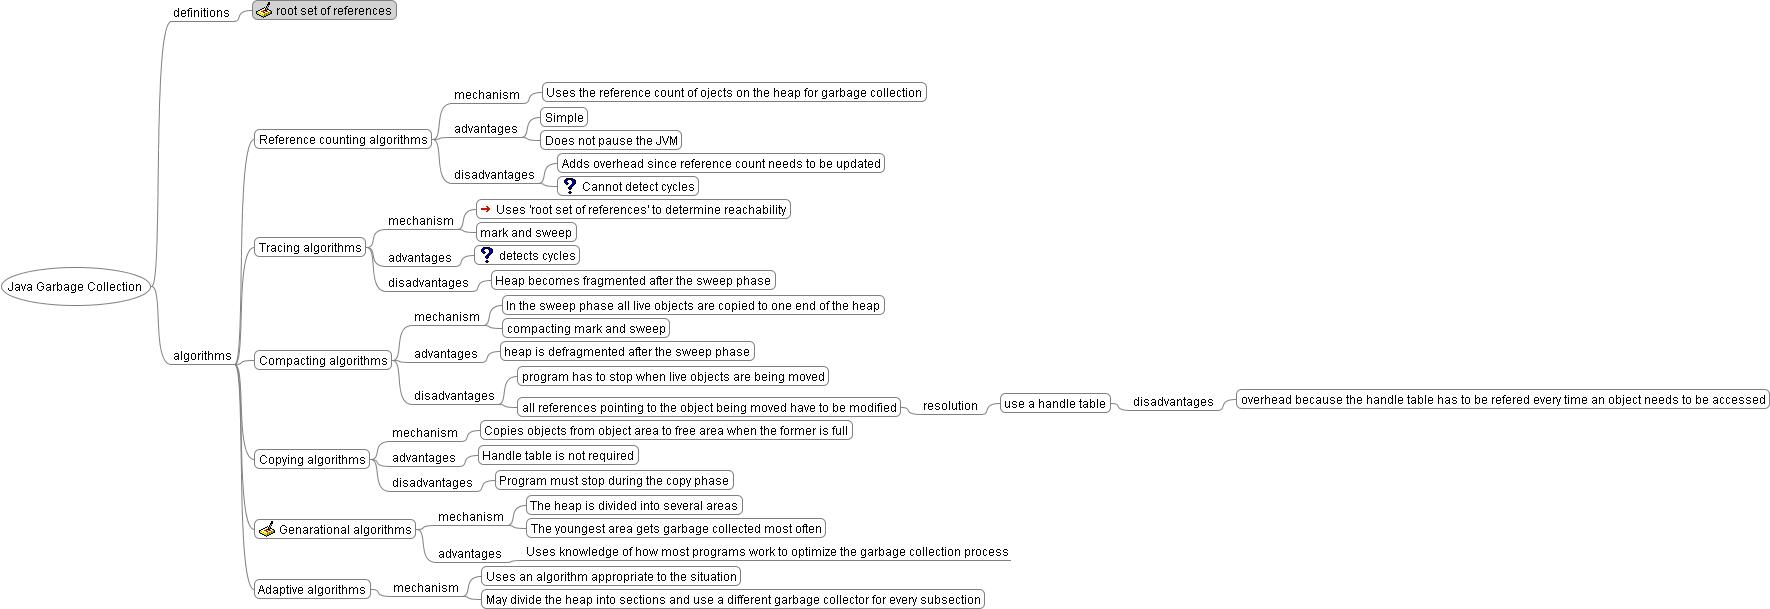 definitions
root set of references
mechanism
Uses the reference count of ojects on the heap for garbage collection
advantages
Simple
Does not pause the JVM
Reference counting algorithms
disadvantages
Adds overhead since reference count needs to be updated
? Cannot detect cycles
mechanism
Uses 'root set of references' to determine reachability
mark and sweep
Tracing algorithms
advantages
? detects cycles
disadvantages
Heap becomes fragmented after the sweep phase
Java Garbage Collection
mechanism
In the sweep phase all live objects are copied to one end of the heap
compacting mark and sweep
algorithms
Compacting algorithms
advantages
heap is defragmented after the sweep phase
disadvantages
program has to stop when live objects are being moved
all references pointing to the object being moved have to be modified
resolution
use a handle table
disadvantages
overhead because the handle table has to be refered every time an object needs to be accessed
mechanism
Copies objects from object area to free area when the former is full
Copying algorithms
advantages
Handle table is not required
disadvantages
Program must stop during the copy phase
mechanism
The heap is divided into several areas
The youngest area gets garbage collected most often
Genarational algorithms
advantages
Uses knowledge of how most programs work to optimize the garbage collection process
Adaptive algorithms
mechanism
Uses an algorithm appropriate to the situation
May divide the heap into sections and use a different garbage collector for every subsection